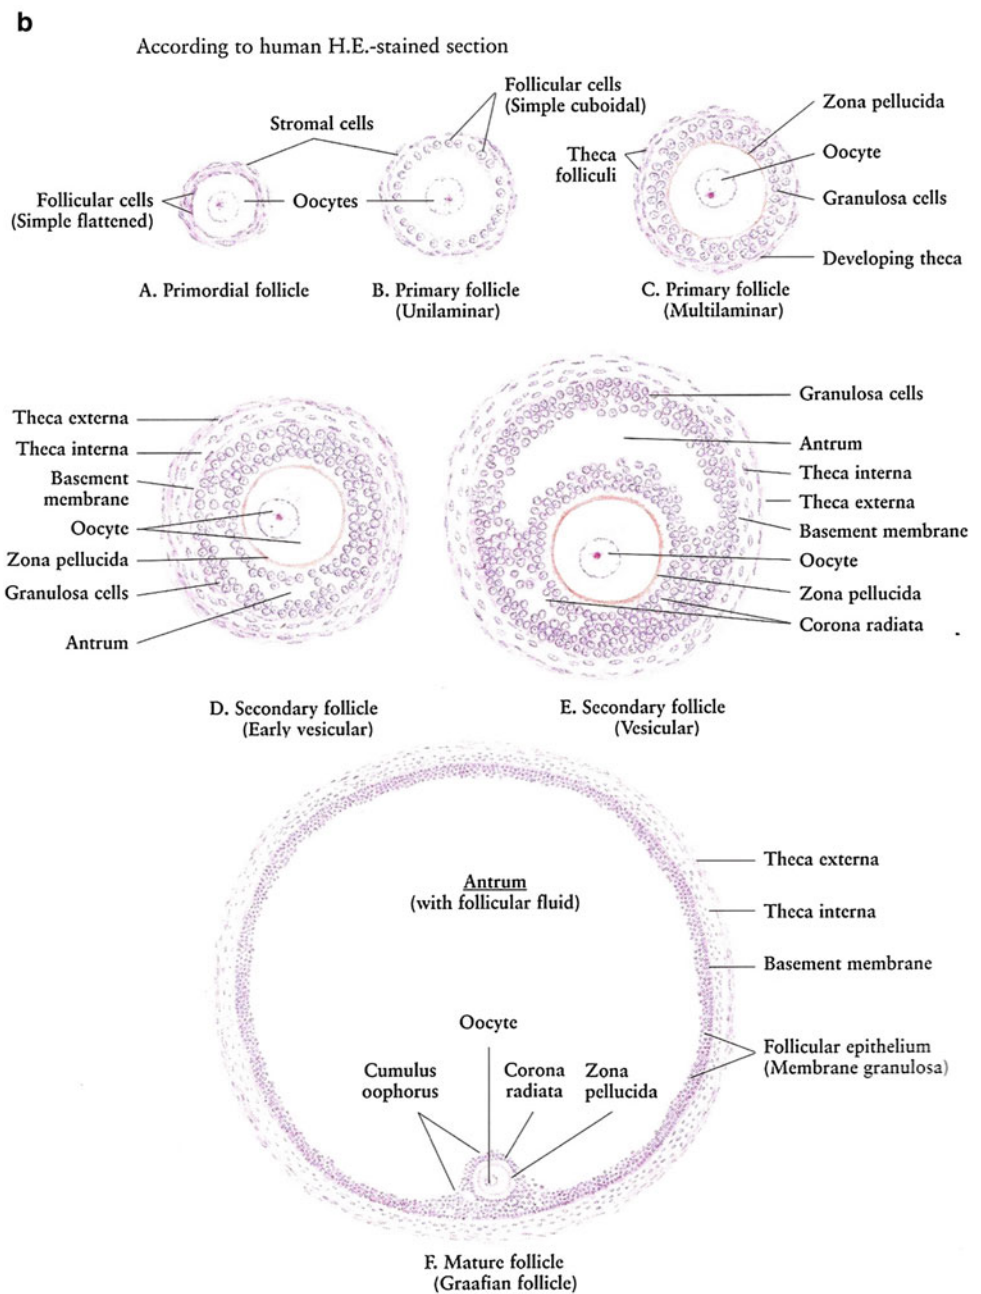 b
According to human H.E.-stained section
Follicular cells
(Simple cuboidal)
Stromal cells
Zona pellucida
Theca
folliculi
Oocyte
Follicular cells
(Simple flattened)
Oocytes
Granulosa cells
Developing theca
A. Primordial follicle
B. Primary follicle
(Unilaminar)
C. Primary follicle
(Multilaminar)
Theca externa
Theca interna
Basement
membrane
Oocyte
Zona pellucida
Granulosa cells
Antrum
Granulosa cells
Antrum
Theca interna
Theca externa
Basement membrane
Oocyte
Zona pellucida
Corona radiata
D. Secondary follicle
(Early vesicular)
E. Secondary follicle
(Vesicular)
Antrum
(with follicular fluid)
Theca externa
Theca interna
Basement membrane
Follicular epithelium
(Membrane granulosa)
Oocyte
Cumulus
oophorus
Corona
radiata
Zona
pellucida
F. Mature follicle
(Graafian follicle)